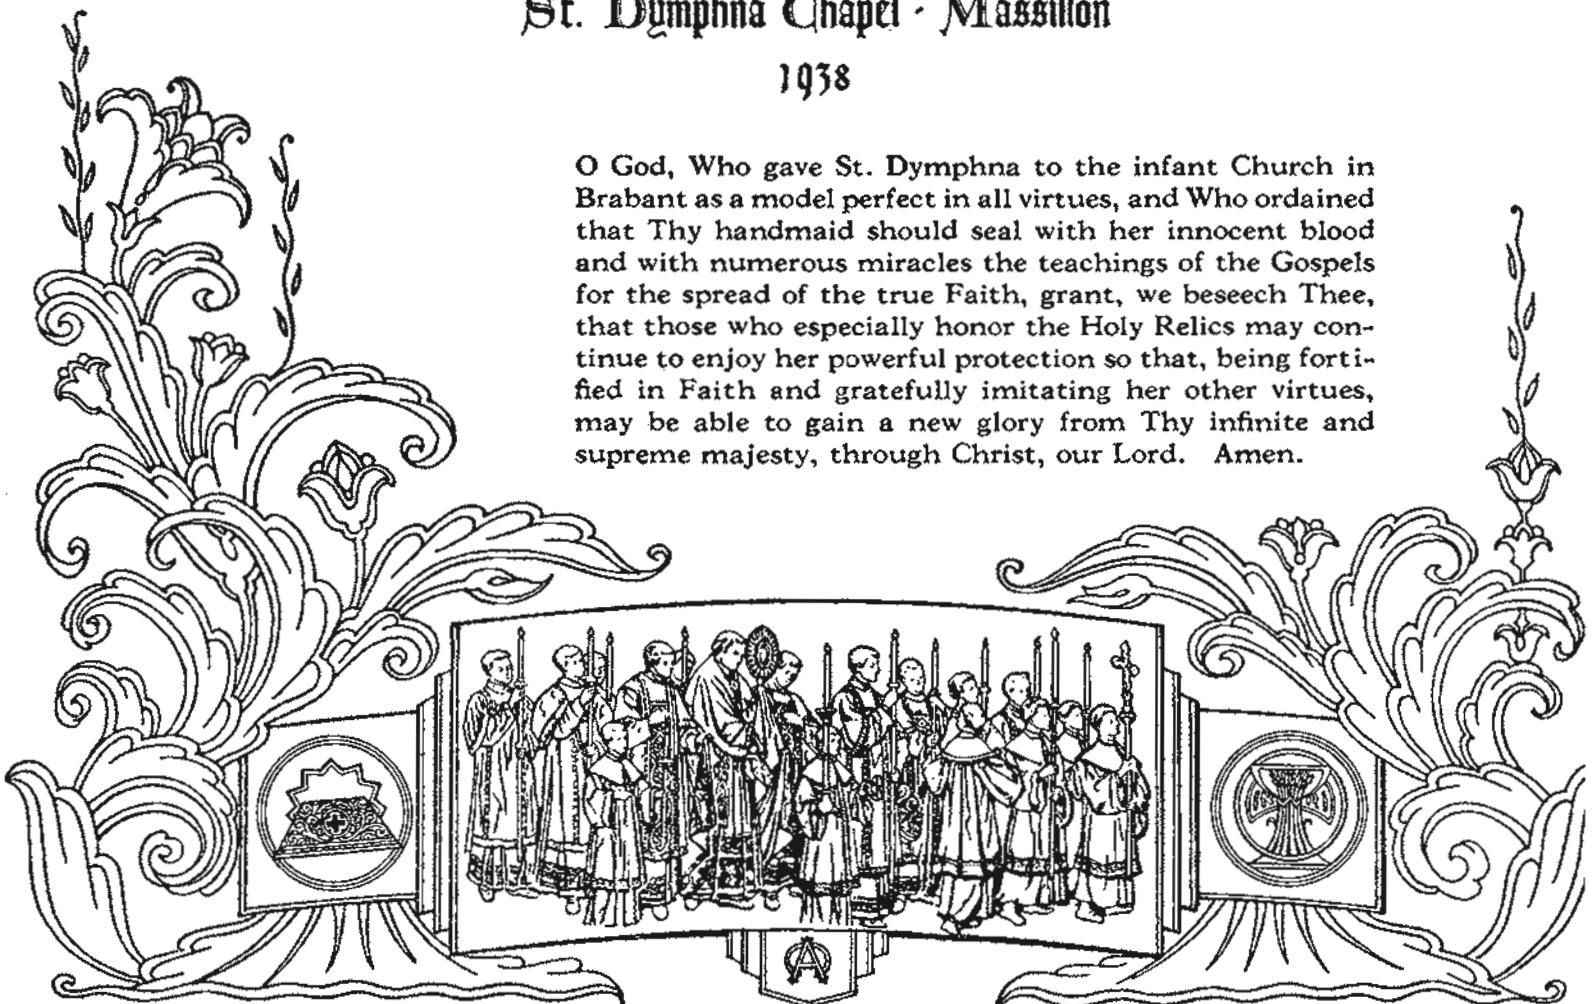 St. Dymphna Chapel · Massillon
1938
O God, Who gave St. Dymphna to the infant Church in
Brabant as a model perfect in all virtues, and Who ordained
that Thy handmaid should seal with her innocent blood
and with numerous miracles the teachings of the Gospels
for the spread of the true Faith, grant, we beseech Thee,
that those who especially honor the Holy Relics may con-
tinue to enjoy her powerful protection so that, being forti-
fied in Faith and gratefully imitating her other virtues,
may be able to gain a new glory from Thy infinite and
supreme majesty, through Christ, our Lord. Amen.